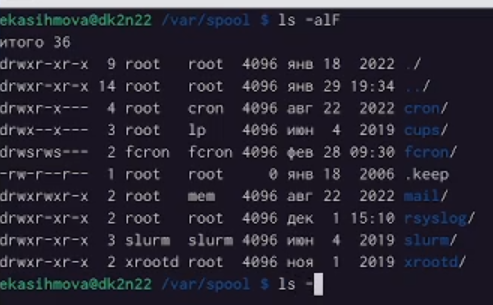 ekasihmova@dk2n22 /var/spool $ ls -alF
итого 36
drwxr-xr-x 9 root root 4096 янв 18 2022 ./
drwxr-xr-x 14 root root 4096 янв 29 19:34 ../
drwxr-x--- 4 root cron 4096 авг 22 2022 cron/
drwx--x--- 3 root lp 4096 июн 4 2019 cups/
drwsrws--- 2 fcron fcron 4096 фев 28 09:30 fcron/
-rw-r--r-- 1 root root 0 янв 18 2006 .keep
drwxrwxr-x 2 root mem 4096 авг 22 2022 mail/
drwxr-xr-x 2 root root 4096 дек 1 15:10 rsyslog/
drwxr-xr-x 3 slurm slurm 4096 июн 4 2019 slurm/
drwxr-xr-x 2 xrootd root 4096 ноя 1 2019 xrootd/
ekasihmova@dk2n22 /var/spool $ ls -